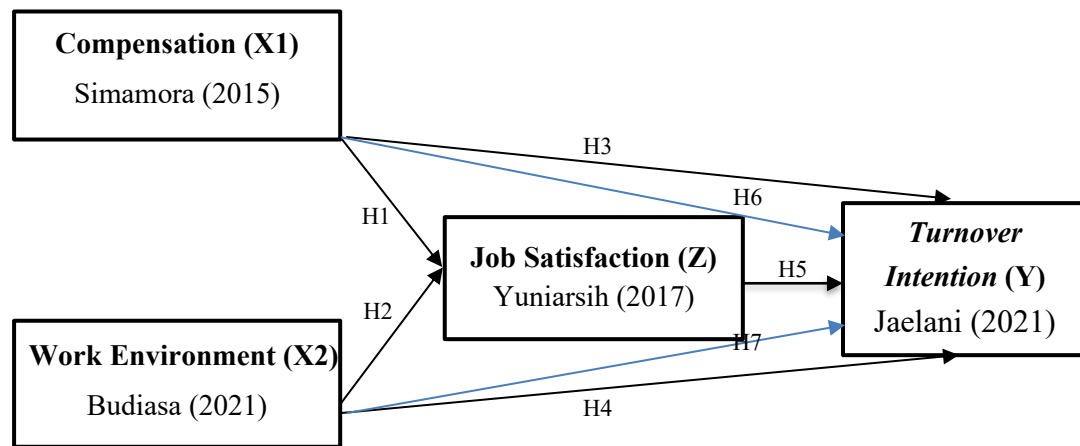 Compensation (X1)
Simamora (2015)
H3
H6
H1
Turnover
Intention (Y)
Jaelani (2021)
Job Satisfaction (Z)
Yuniarsih (2017)
H5
H2
H7
Work Environment (X2)
Budiasa (2021)
H4